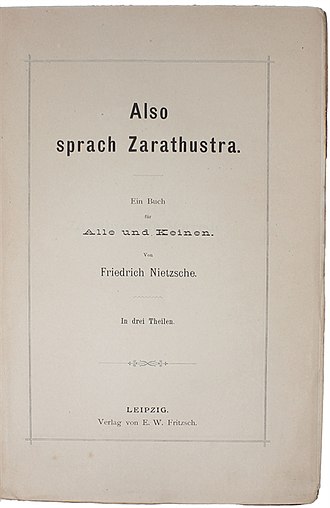 Also
sprach Zarathustra.
Ein Buch
für
Alle und Keinen.
Von
Friedrich Nietzsche.
In drei Theilen.
LEIPZIG.
Verlag von E. W. Fritzsch.